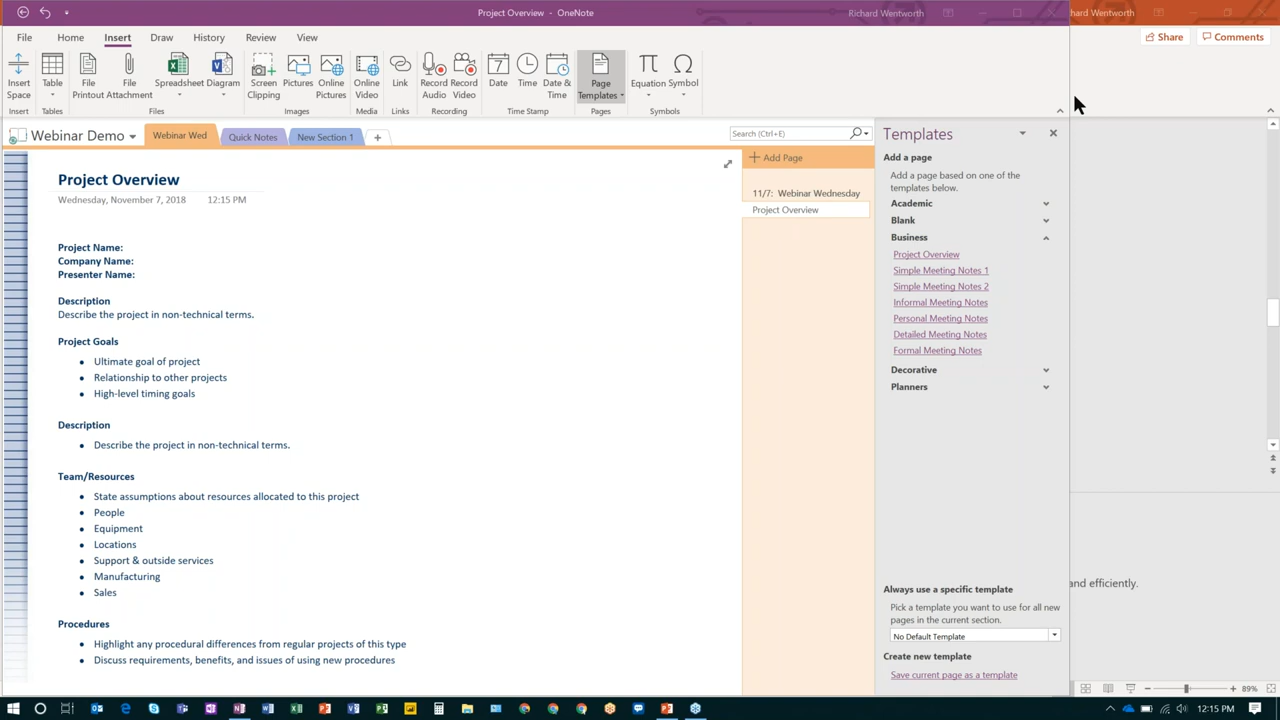 Project Overview - OneNote
Richard Wentworth
Richard Wentworth
File Home Insert Draw History Review View
Share Comments
Insert Space
Table
File Printout
File Attachment
Spreadsheet
Diagram
Screen Clipping
Pictures
Online Pictures
Online Video
Link
Record Audio
Record Video
Date
Time
Date & Time
Page Templates
Equation
Symbol
Insert Tables Files Images Media Links Recording Time Stamp Pages Symbols
Webinar Demo
Webinar Wed
Quick Notes
New Section 1
Search (Ctrl+E)
Project Overview
Wednesday, November 7, 2018 12:15 PM
Project Name:
Company Name:
Presenter Name:
Description
Describe the project in non-technical terms.
Project Goals
Ultimate goal of project
Relationship to other projects
High-level timing goals
Description
Describe the project in non-technical terms.
Team/Resources
State assumptions about resources allocated to this project
People
Equipment
Locations
Support & outside services
Manufacturing
Sales
Procedures
Highlight any procedural differences from regular projects of this type
Discuss requirements, benefits, and issues of using new procedures
Add Page
11/7: Webinar Wednesday
Project Overview
Templates
Add a page
Add a page based on one of the
templates below.
Academic
Blank
Business
Project Overview
Simple Meeting Notes 1
Simple Meeting Notes 2
Informal Meeting Notes
Personal Meeting Notes
Detailed Meeting Notes
Formal Meeting Notes
Decorative
Planners
Always use a specific template
Pick a template you want to use for all new
pages in the current section.
No Default Template
Create new template
Save current page as a template
and efficiently.
89%
12:15 PM